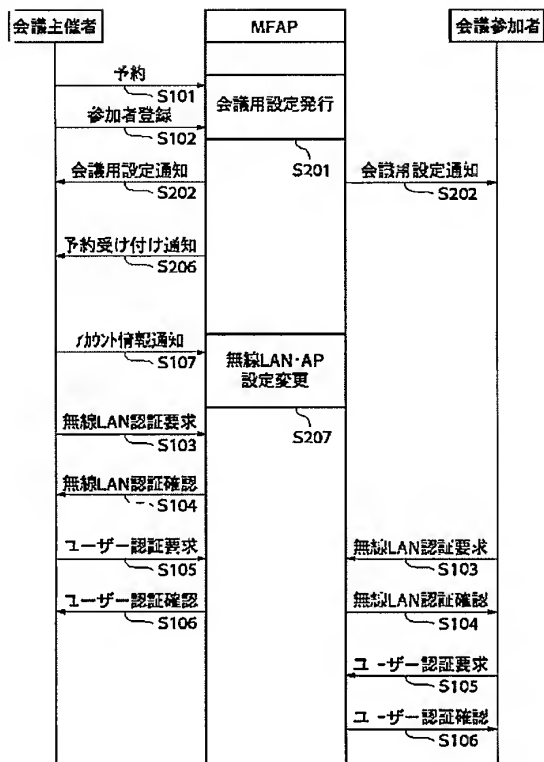 会議主催者
MFAP
会議参加者
予約
S101
会議用設定発行
参加者登録
S102
S201
会議用設定通知
S202
会議用設定通知
S202
予約受け付け通知
S206
アカウント情報通知
S107
無線LAN・AP
設定変更
S207
無線LAN認証要求
S103
無線LAN認証確認
S104
ユーザー認証要求
S105
無線LAN認証要求
S103
ユーザー認証確認
S106
無線LAN認証確認
S104
ユーザー認証要求
S105
ユーザー認証確認
S106